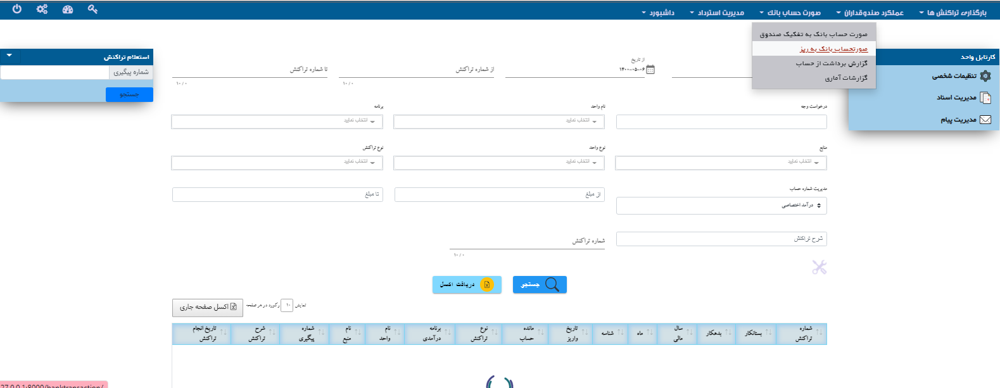 بارگذاری تراکنش ها
عملکرد صندوقداران
صورت حساب بانک
مدیریت استرداد
داشبورد
صورت حساب بانک به تفکیک صندوق
صورتحساب بانک به ریز
گزارش برداشت از حساب
گزارشات آماری
کارتابل واحد
تنظیمات شخصی
مدیریت اسناد
مدیریت پیام
استعلام تراکنش
شماره پیگیری
جستجو
از تاریخ
۱۴۰۰-۰۵-۰۶
از شماره تراکنش
۱۰ / ۰
تا شماره تراکنش
۱۰ / ۰
درخواست وجه
نام واحد
انتخاب نمایید
برنامه
انتخاب نمایید
منابع
انتخاب نمایید
نوع واحد
انتخاب نمایید
نوع تراکنش
انتخاب نمایید
مدیریت شماره حساب
درآمد اختصاصی
از مبلغ
تا مبلغ
شرح تراکنش
شماره تراکنش
۱۰ / ۰
جستجو
دریافت اکسل
نمایش ۱۰ رکورد در هر صفحه
اکسل صفحه جاری
شماره تراکنش
بستانکار
بدهکار
سال مالی
ماه
شناسه
تاریخ واریز
مانده حساب
نوع تراکنش
برنامه درآمدی
نام واحد
نام منبع
شماره پیگیری
شرح تراکنش
تاریخ انجام تراکنش
27.0.0.1:8000/banktransaction/